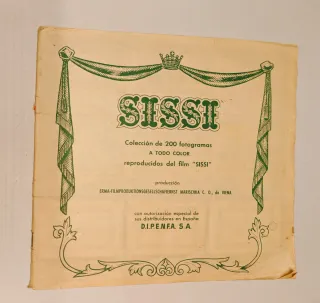 SISSI
Colección de 200 fotogramas
A TODO COLOR
reproducidos del film "SISSI"
producción
DIPENFA
con autorización especial de
sus distribuidores en España
D.I.P.E.N.F.A. S.A.